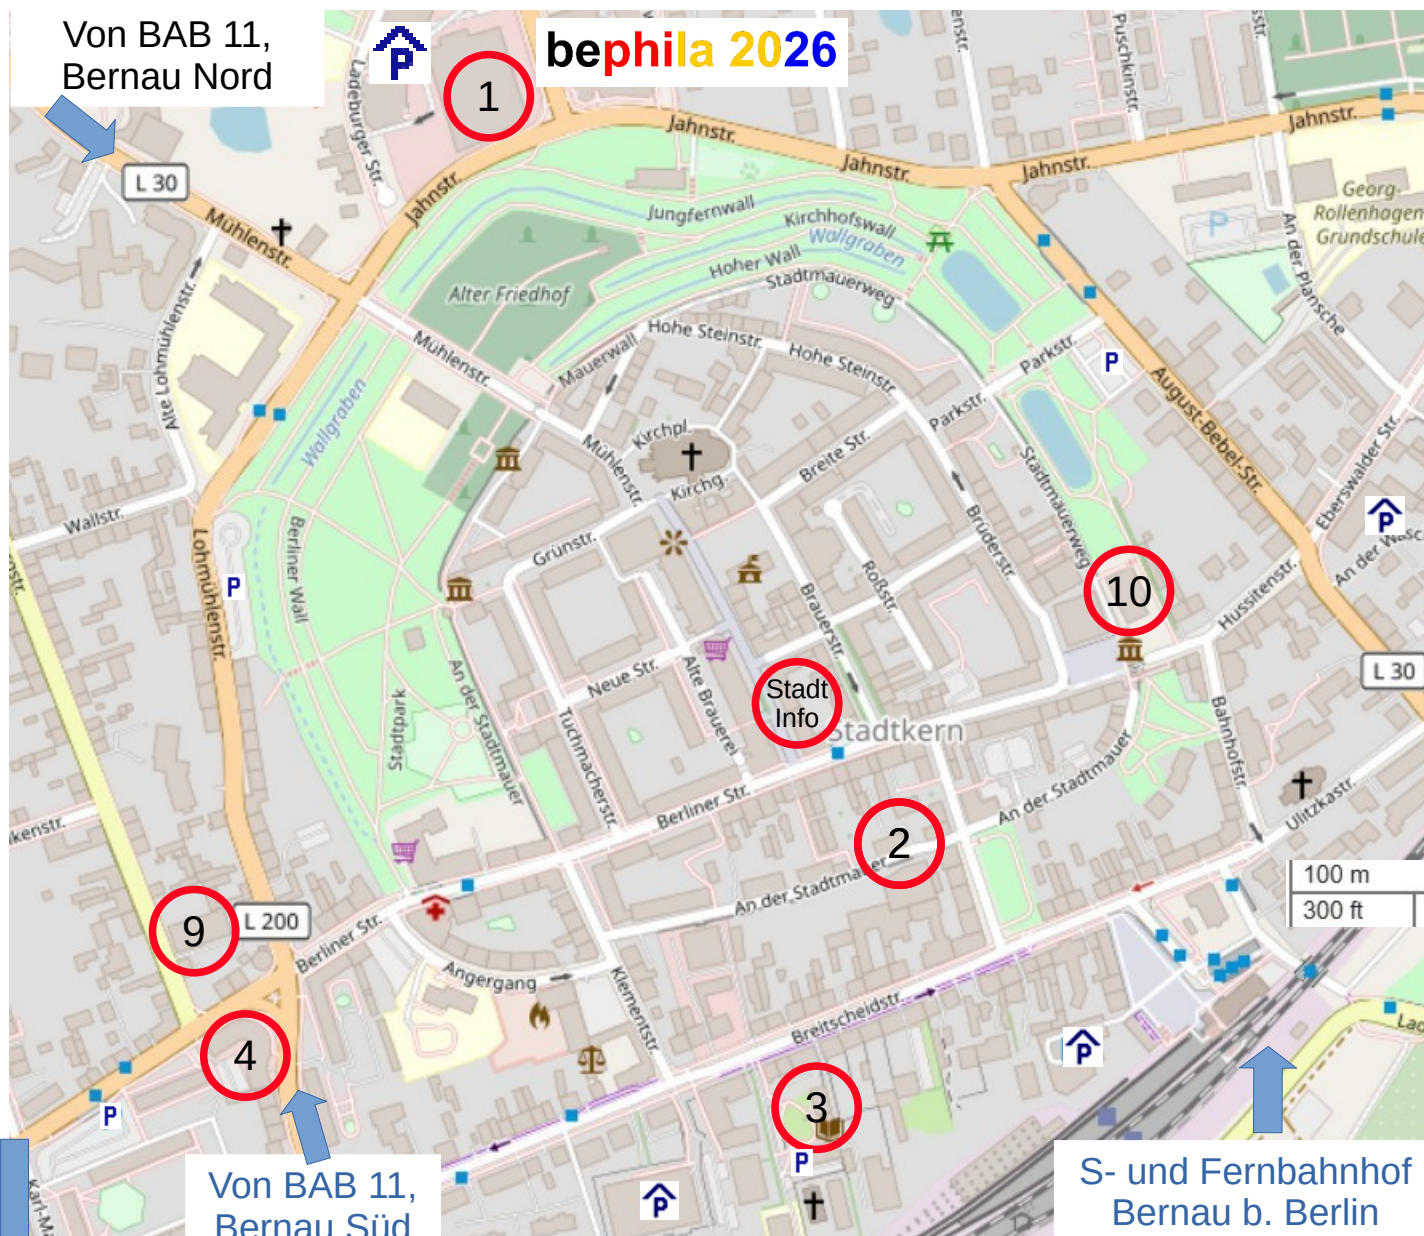 Von BAB 11,
Bernau Nord
P
1
bephila 2026
Ladeburger Str.
Puschkinstr.
Jahnstr.
Jahnstr.
Jahnstr.
Jahnstr.
Jahnstr.
L 30
Mühlenstr.
Georg-
Rollenhagen
Grundschule
P
An der Plansche
Jungfernwall
Kirchhofswall
Wallgraben
Hoher Wall
Stadtmauerweg
Alter Friedhof
Alte Lohmühlenstr.
Mühlenstr.
Mauerwall
Hohe Steinstr.
Hohe Steinstr.
Parkstr.
P
Parkstr.
August-Bebel-Str.
Wallgraben
Kirchpl.
Mühlenstr.
Kirchg.
Breite Str.
Stadtmauerweg
Eberswalder Str.
P
An der
Wallstr.
Berliner Wall
Lohmühlenstr.
P
Grünstr.
Roßstr.
Brüderstr.
10
Hussitenstr.
Brauerstr.
L 30
Neue Str.
Alte Brauerei
Stadt
Info
Stadtkern
Stadtpark
An der Stadtmauer
Tuchmacherstr.
Bahnhofstr.
Berliner Str.
An der Stadtmauer
Ulitzkastr.
2
An der Stadtmauer
100 m
300 ft
9
L 200
Berliner Str.
Angergang
Klementstr.
Breitscheidstr.
4
P
3
P
P
P
Von BAB 11,
Bernau Süd
S- und Fernbahnhof
Bernau b. Berlin